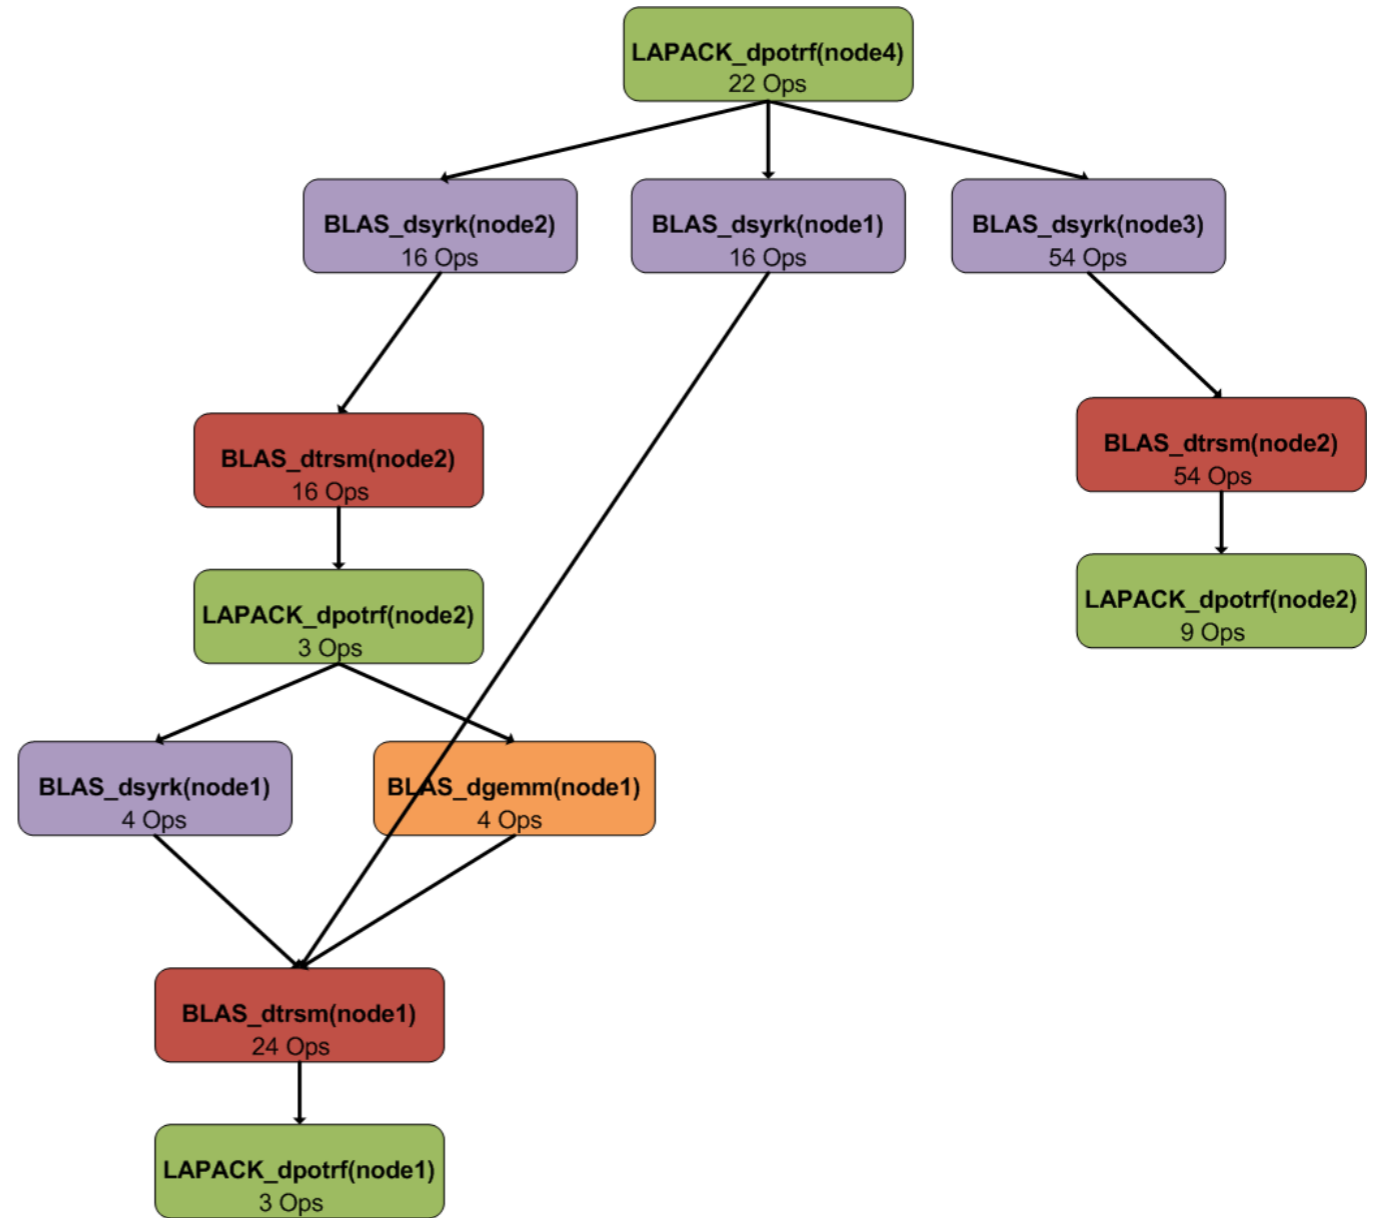 LAPACK_dpotrf(node4)
22 Ops
BLAS_dsyrk(node2)
16 Ops
BLAS_dsyrk(node1)
16 Ops
BLAS_dsyrk(node3)
54 Ops
BLAS_dtrsm(node2)
16 Ops
BLAS_dtrsm(node2)
54 Ops
LAPACK_dpotrf(node2)
3 Ops
LAPACK_dpotrf(node2)
9 Ops
BLAS_dsyrk(node1)
4 Ops
BLAS_dgemm(node1)
4 Ops
BLAS_dtrsm(node1)
24 Ops
LAPACK_dpotrf(node1)
3 Ops